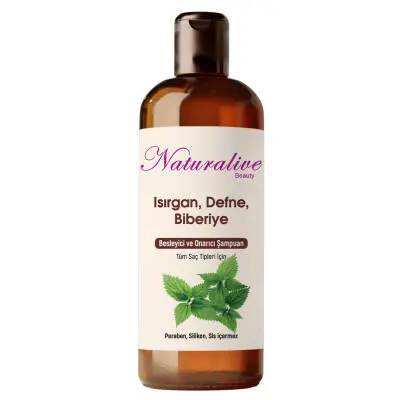 Naturalive
Beauty
Isırgan, Defne,
Biberiye
Besleyici ve Onarıcı Şampuan
Tüm Saç Tipleri İçin
Paraben, Silikon, Sls içermez